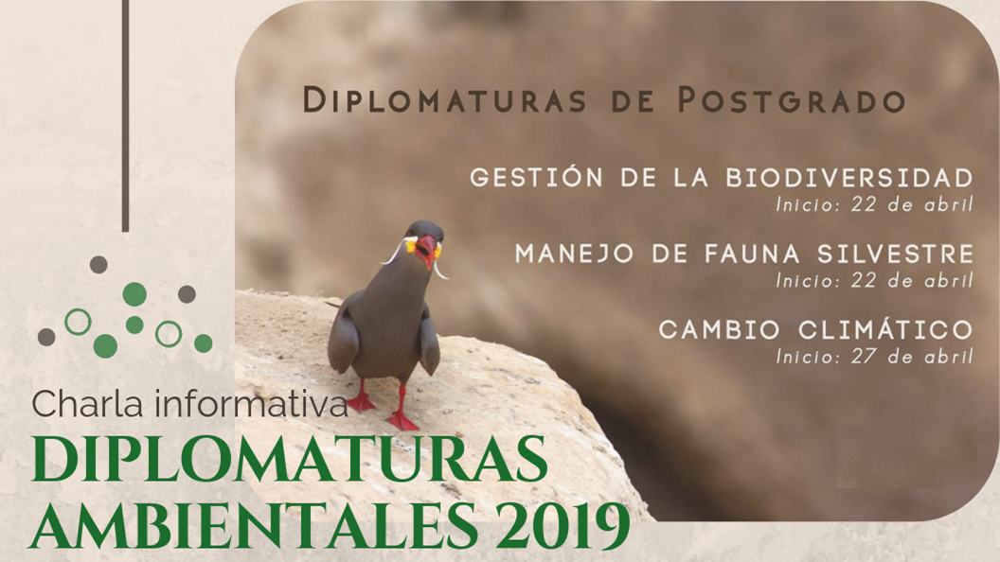 Diplomaturas de Postgrado
GESTIÓN DE LA BIODIVERSIDAD
Inicio: 22 de abril
MANEJO DE FAUNA SILVESTRE
Inicio: 22 de abril
CAMBIO CLIMÁTICO
Inicio: 27 de abril
Charla informativa
DIPLOMATURAS
AMBIENTALES 2019